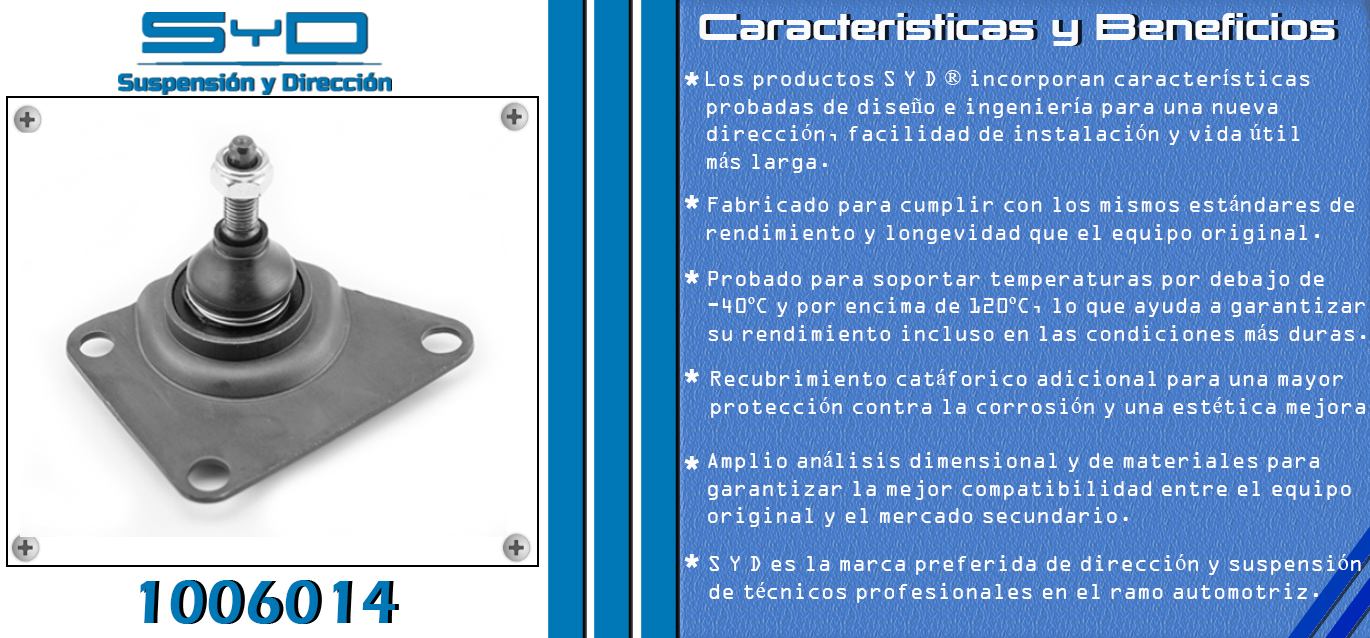 SYD
Suspensión y Dirección
1006014
Caracteristicas y Beneficios
* Los productos S Y D ® incorporan características
probadas de diseño e ingeniería para una nueva
dirección, facilidad de instalación y vida útil
más larga.
* Fabricado para cumplir con los mismos estándares de
rendimiento y longevidad que el equipo original.
* Probado para soportar temperaturas por debajo de
-40°C y por encima de 120°C, lo que ayuda a garantizar
su rendimiento incluso en las condiciones más duras.
* Recubrimiento catáforico adicional para una mayor
protección contra la corrosión y una estética mejora
* Amplio análisis dimensional y de materiales para
garantizar la mejor compatibilidad entre el equipo
original y el mercado secundario.
* S Y D es la marca preferida de dirección y suspensión
de técnicos profesionales en el ramo automotriz.